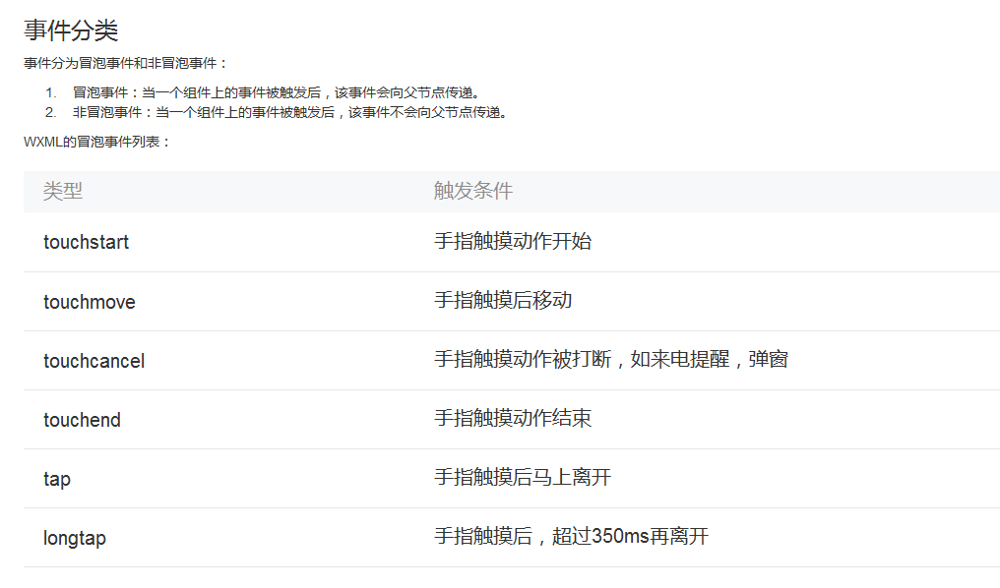 事件分类
事件分为冒泡事件和非冒泡事件：
1. 冒泡事件：当一个组件上的事件被触发后，该事件会向父节点传递。
2. 非冒泡事件：当一个组件上的事件被触发后，该事件不会向父节点传递。
WXML的冒泡事件列表：
类型 触发条件
touchstart 手指触摸动作开始
touchmove 手指触摸后移动
touchcancel 手指触摸动作被打断，如来电提醒，弹窗
touchend 手指触摸动作结束
tap 手指触摸后马上离开
longtap 手指触摸后，超过350ms再离开